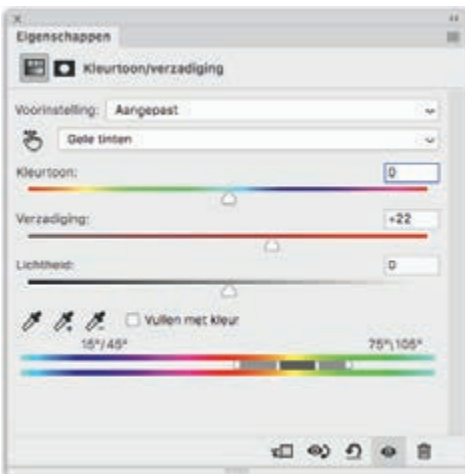 Eigenschappen
Kleurtoon/verzadiging
Voorinstelling: Aangepast
Gele tinten
Kleurtoon: 0
Verzadiging: +22
Lichtheid: 0
Vullen met kleur
15°/45° 75°\105°